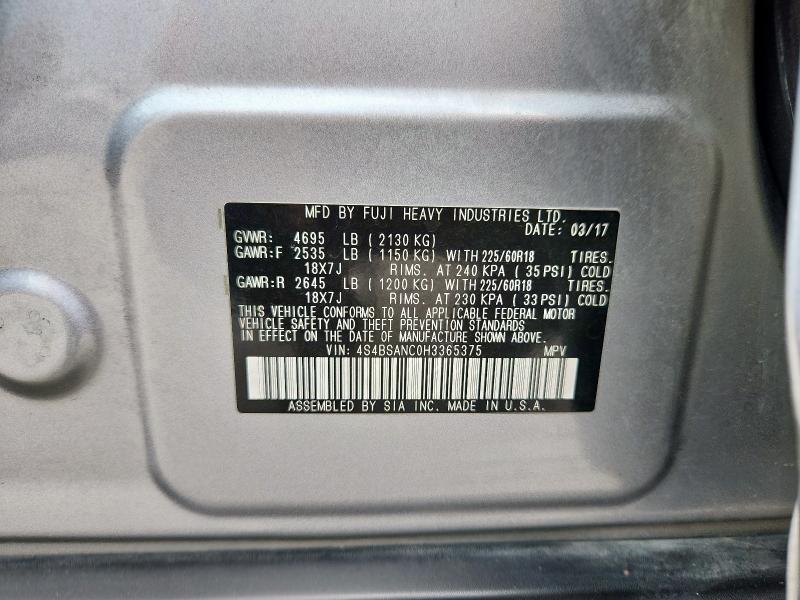 MFD BY FUJI HEAVY INDUSTRIES LTD.
DATE: 03/17
GVWR: 4695 LB ( 2130 KG)
GAWR:F 2535 LB ( 1150 KG) WITH 225/60R18 TIRES.
18X7J RIMS. AT 240 KPA ( 35 PSI) COLD
GAWR:R 2645 LB ( 1200 KG) WITH 225/60R18 TIRES.
18X7J RIMS. AT 230 KPA ( 33 PSI) COLD
THIS VEHICLE CONFORMS TO ALL APPLICABLE FEDERAL MOTOR
VEHICLE SAFETY AND THEFT PREVENTION STANDARDS
IN EFFECT ON THE DATE OF MANUFACTURE SHOWN ABOVE.
VIN: 4S4BSANC0H3365375 MPV
ASSEMBLED BY SIA INC. MADE IN U.S.A.